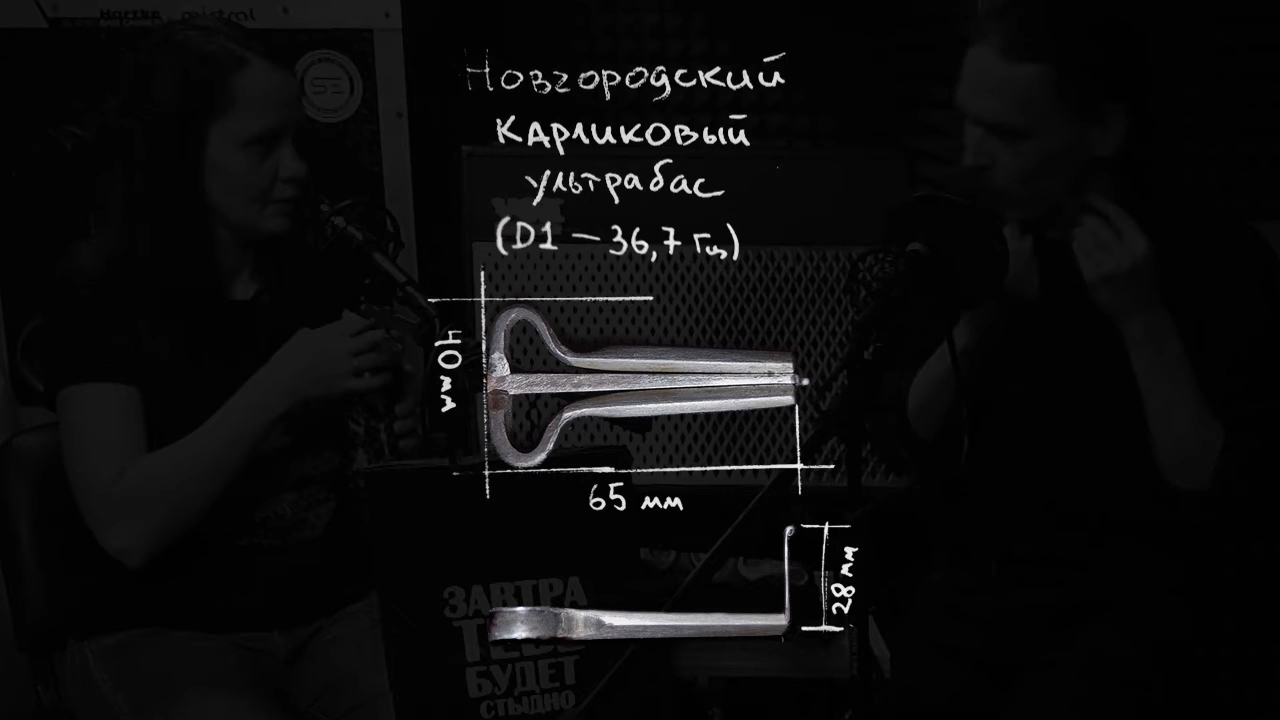 Новгородский
Карликовый
ультрабас
(D1 — 36,7 Гц)
40 мм
65 мм
28 мм
ЗАВТРА
ТЕБЕ
БУДЕТ
СТЫДНО